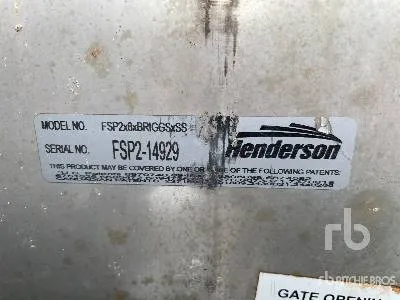 MODEL NO. FSP2x8xBRIGGSxSS
SERIAL NO. FSP2-14929
Henderson
THIS PRODUCT MAY BE COVERED BY ONE OR MORE OF THE FOLLOWING PATENTS:
rb
RITCHIE BROS
GATE OPENIN